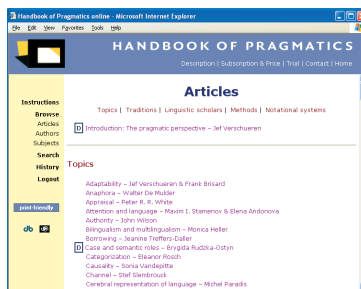 Handbook of Pragmatics online - Microsoft Internet Explorer
File Edit View Favorites Tools Help
HANDBOOK OF PRAGMATICS
Description | Subscription & Price | Trial | Contact | Home
Articles
Instructions
Browse
Articles
Authors
Subjects
Search
History
Logout
print-friendly
Topics | Traditions | Linguistic scholars | Methods | Notational systems
D Introduction: The pragmatic perspective – Jef Verschueren
Topics
Adaptability – Jef Verschueren & Frank Brisard
Anaphora – Walter De Mulder
Appraisal – Peter R. R. White
Attention and language – Maxim I. Stamenov & Elena Andonova
Authority – John Wilson
Bilingualism and multilingualism – Monica Heller
Borrowing – Jeanine Treffers-Daller
D Case and semantic roles – Brygida Rudzka-Ostyn
Categorization – Eleanor Rosch
Causality – Sonia Vandepitte
Channel – Stef Slembrouck
Cerebral representation of language – Michel Paradis